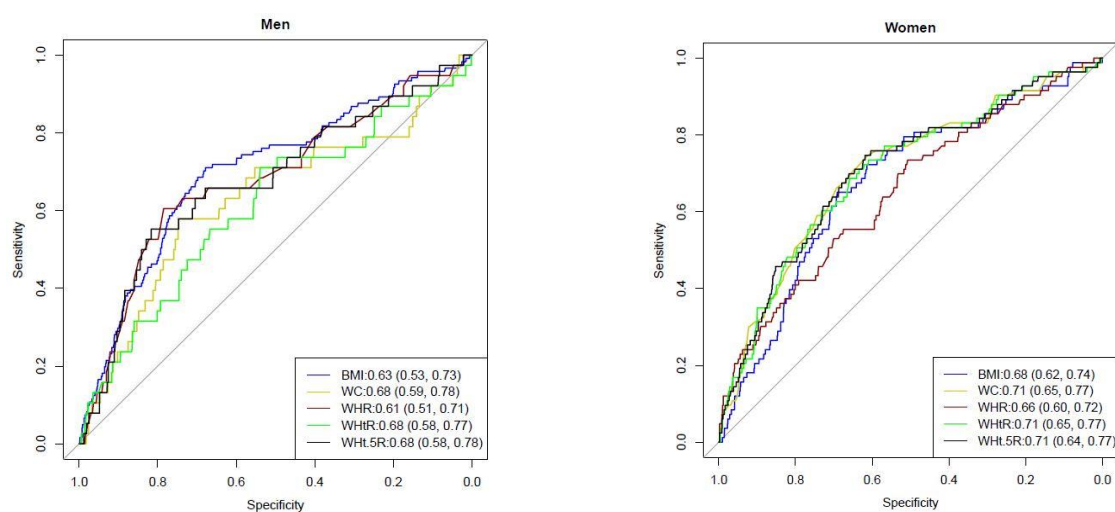 Men
Sensitivity
1.0
0.8
0.6
0.4
0.2
0.0
BMI:0.63 (0.53, 0.73)
WC:0.68 (0.59, 0.78)
WHR:0.61 (0.51, 0.71)
WHtR:0.68 (0.58, 0.77)
WHt.5R:0.68 (0.58, 0.78)
1.0 0.8 0.6 0.4 0.2 0.0
Specificity
Women
Sensitivity
1.0
0.8
0.6
0.4
0.2
0.0
BMI:0.68 (0.62, 0.74)
WC:0.71 (0.65, 0.77)
WHR:0.66 (0.60, 0.72)
WHtR:0.71 (0.65, 0.77)
WHt.5R:0.71 (0.64, 0.77)
1.0 0.8 0.6 0.4 0.2 0.0
Specificity